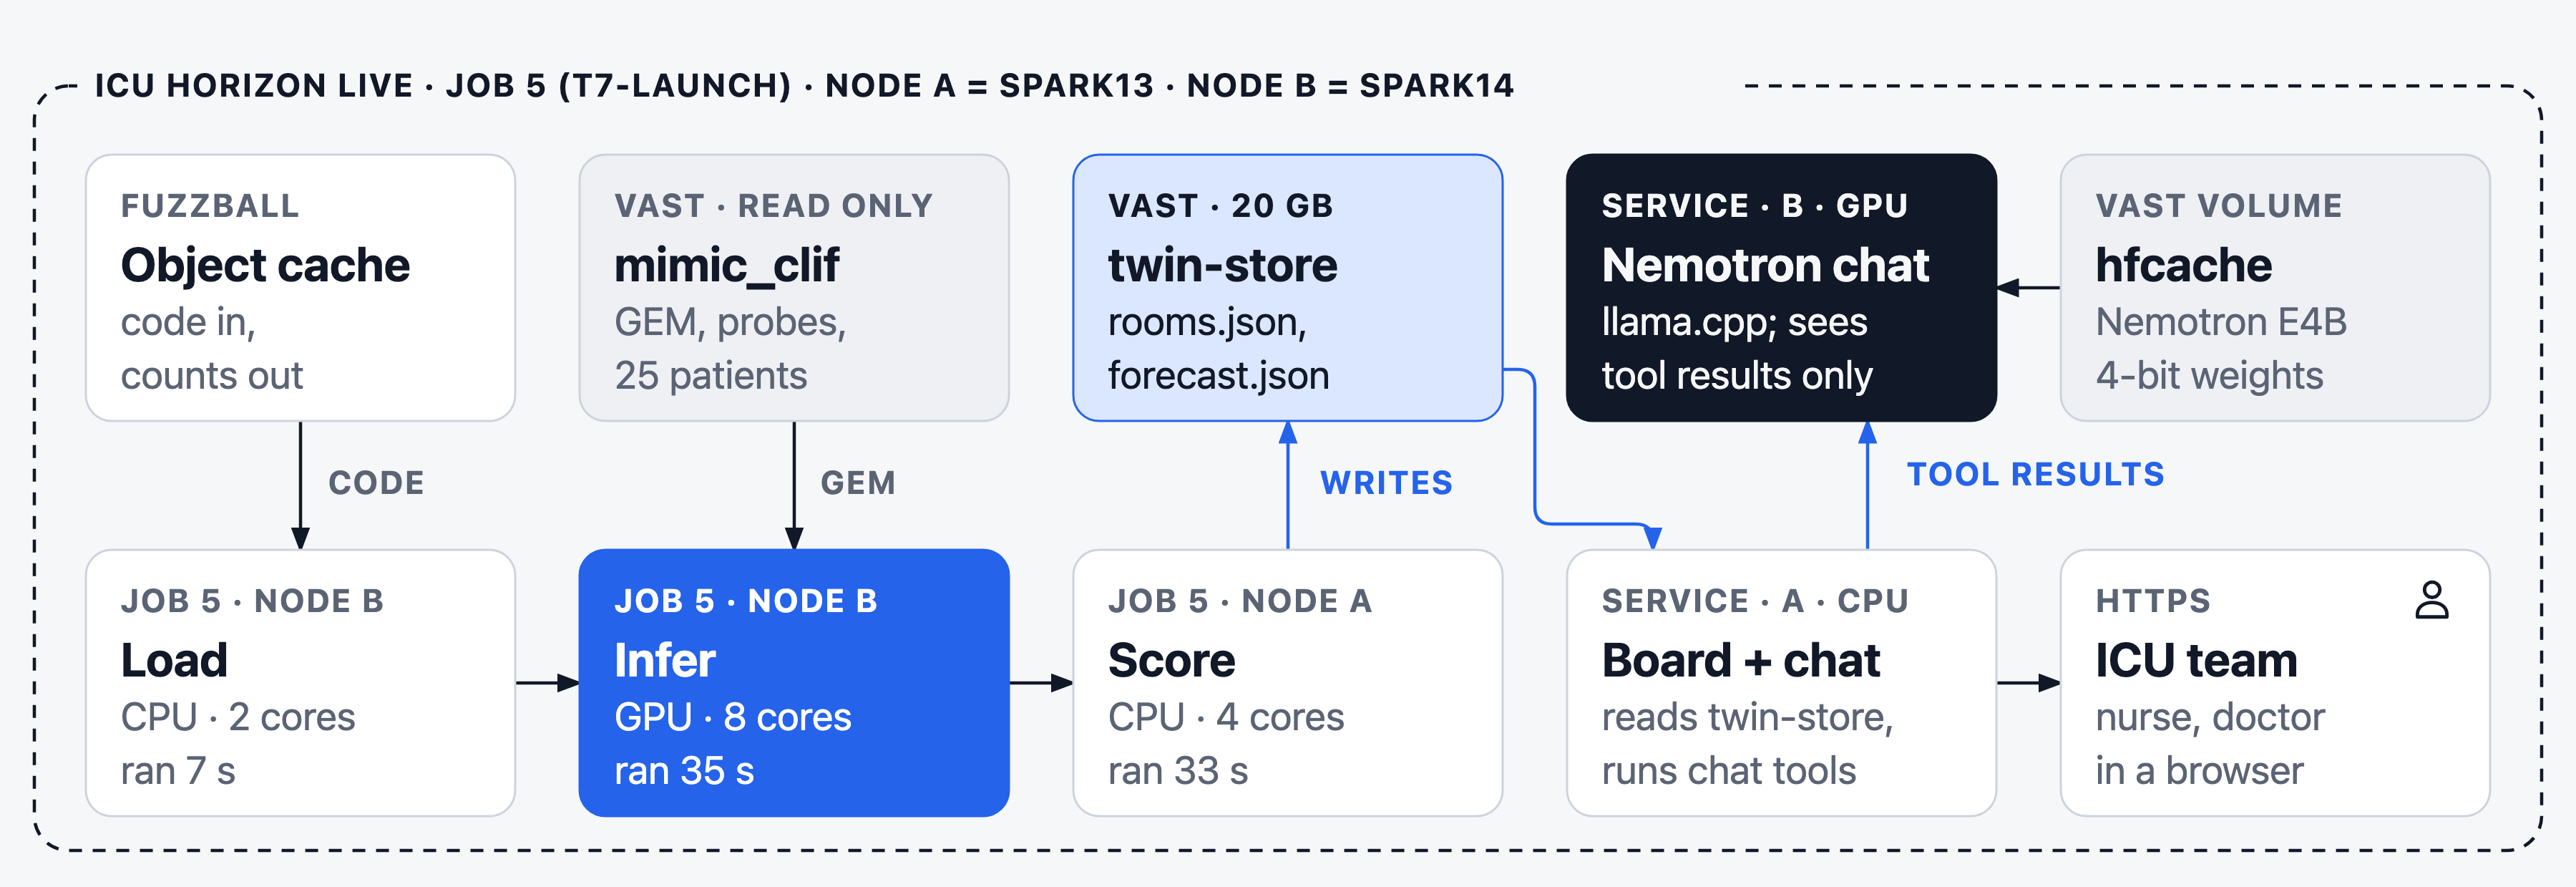 ICU HORIZON LIVE · JOB 5 (T7-LAUNCH) · NODE A = SPARK13 · NODE B = SPARK14
FUZZBALL
Object cache
code in,
counts out
VAST · READ ONLY
mimic_clif
GEM, probes,
25 patients
VAST · 20 GB
twin-store
rooms.json,
forecast.json
SERVICE · B · GPU
Nemotron chat
llama.cpp; sees
tool results only
VAST VOLUME
hfcache
Nemotron E4B
4-bit weights
CODE
GEM
WRITES
TOOL RESULTS
JOB 5 · NODE B
Load
CPU · 2 cores
ran 7 s
JOB 5 · NODE B
Infer
GPU · 8 cores
ran 35 s
JOB 5 · NODE A
Score
CPU · 4 cores
ran 33 s
SERVICE · A · CPU
Board + chat
reads twin-store,
runs chat tools
HTTPS
ICU team
nurse, doctor
in a browser